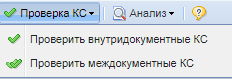 Проверка КС Анализ
Проверить внутридокументные КС
Проверить междокументные КС